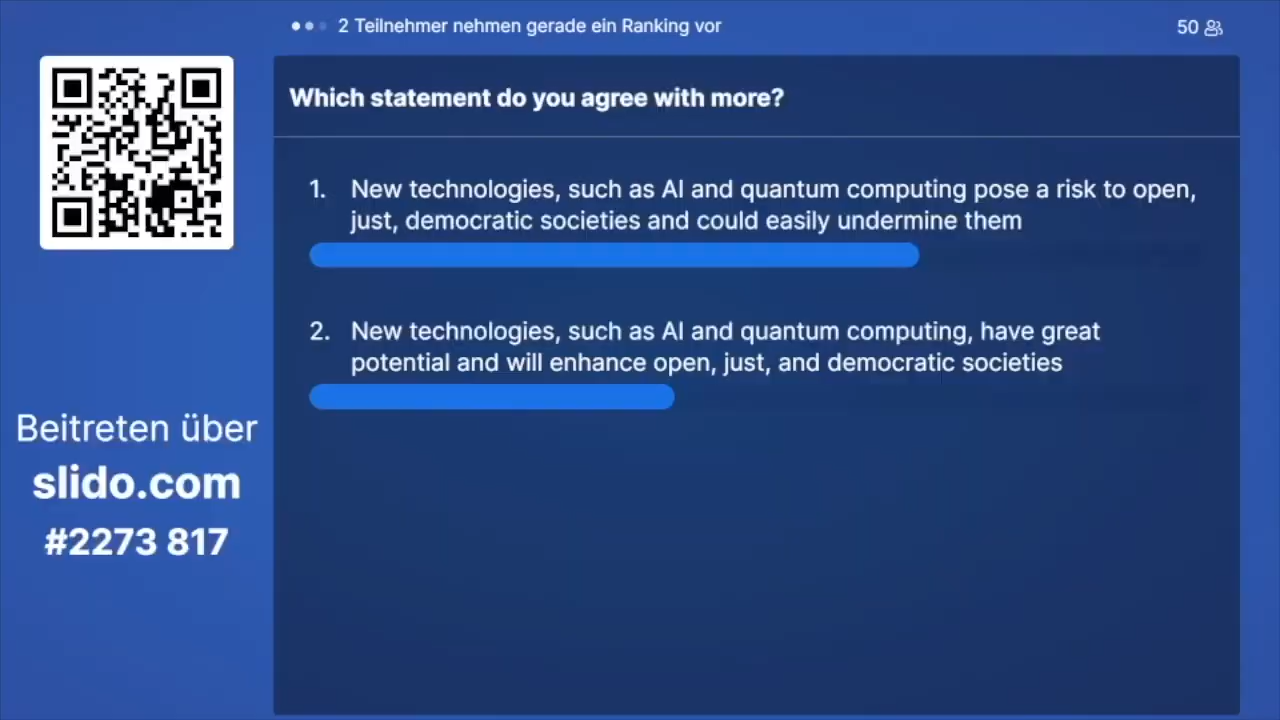 2 Teilnehmer nehmen gerade ein Ranking vor
50
Which statement do you agree with more?
1. New technologies, such as AI and quantum computing pose a risk to open,
just, democratic societies and could easily undermine them
2. New technologies, such as AI and quantum computing, have great
potential and will enhance open, just, and democratic societies
Beitreten über
slido.com
#2273 817